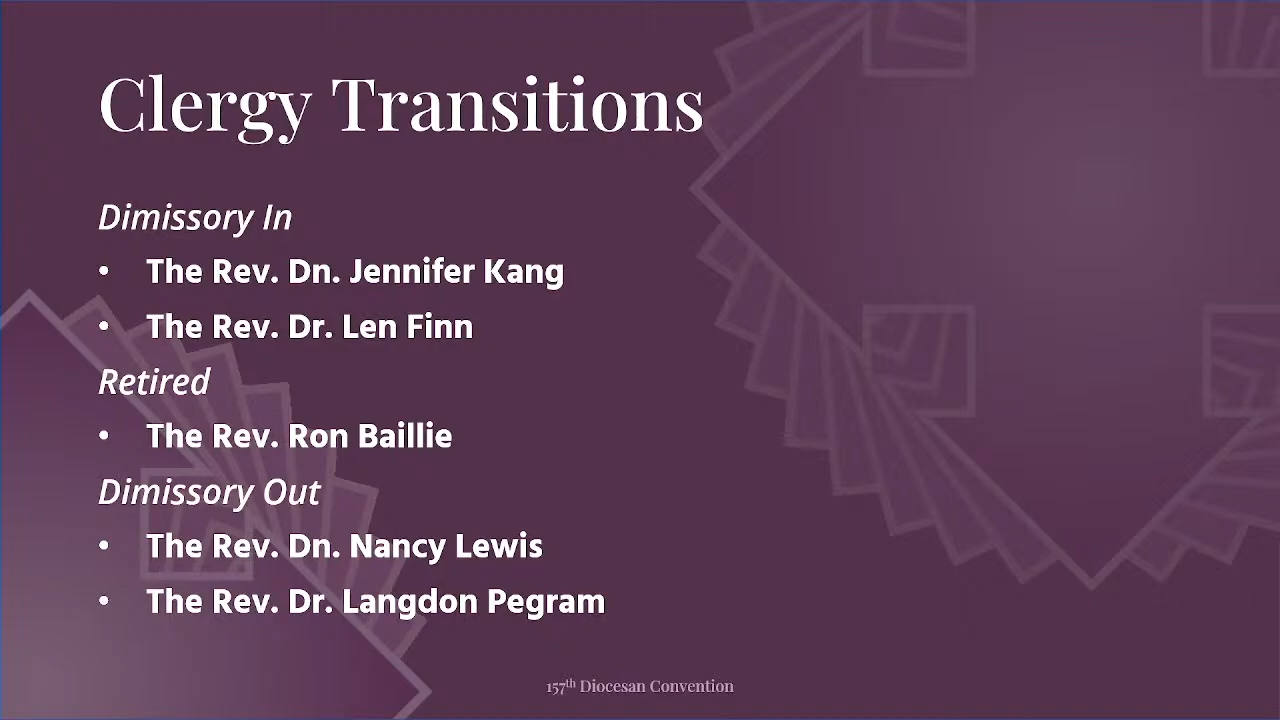 Clergy Transitions
Dimissory In
• The Rev. Dn. Jennifer Kang
• The Rev. Dr. Len Finn
Retired
• The Rev. Ron Baillie
Dimissory Out
• The Rev. Dn. Nancy Lewis
• The Rev. Dr. Langdon Pegram
157th Diocesan Convention